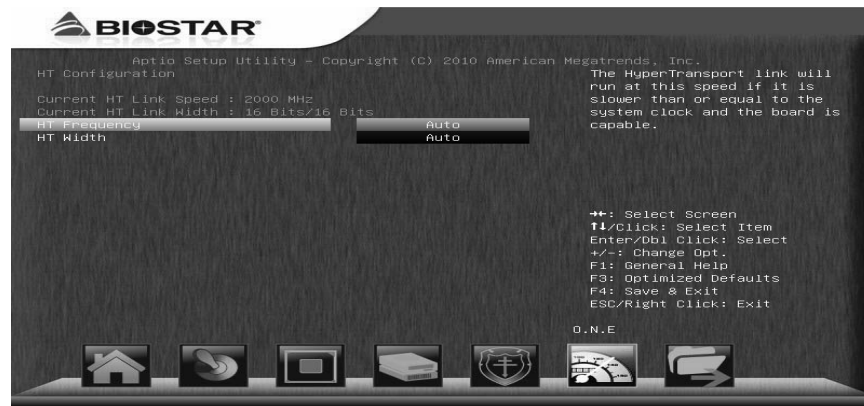 BIOSTAR
Aptio Setup Utility - Copyright (C) 2010 American Megatrends, Inc.
HT Configuration
Current HT Link Speed : 2000 MHz
Current HT Link Width : 16 Bits/16 Bits
HT Frequency Auto
HT Width Auto
The HyperTransport link will
run at this speed if it is
slower than or equal to the
system clock and the board is
capable.
→←: Select Screen
↑↓/Click: Select Item
Enter/Dbl Click: Select
+/-: Change Opt.
F1: General Help
F3: Optimized Defaults
F4: Save & Exit
ESC/Right Click: Exit
O.N.E